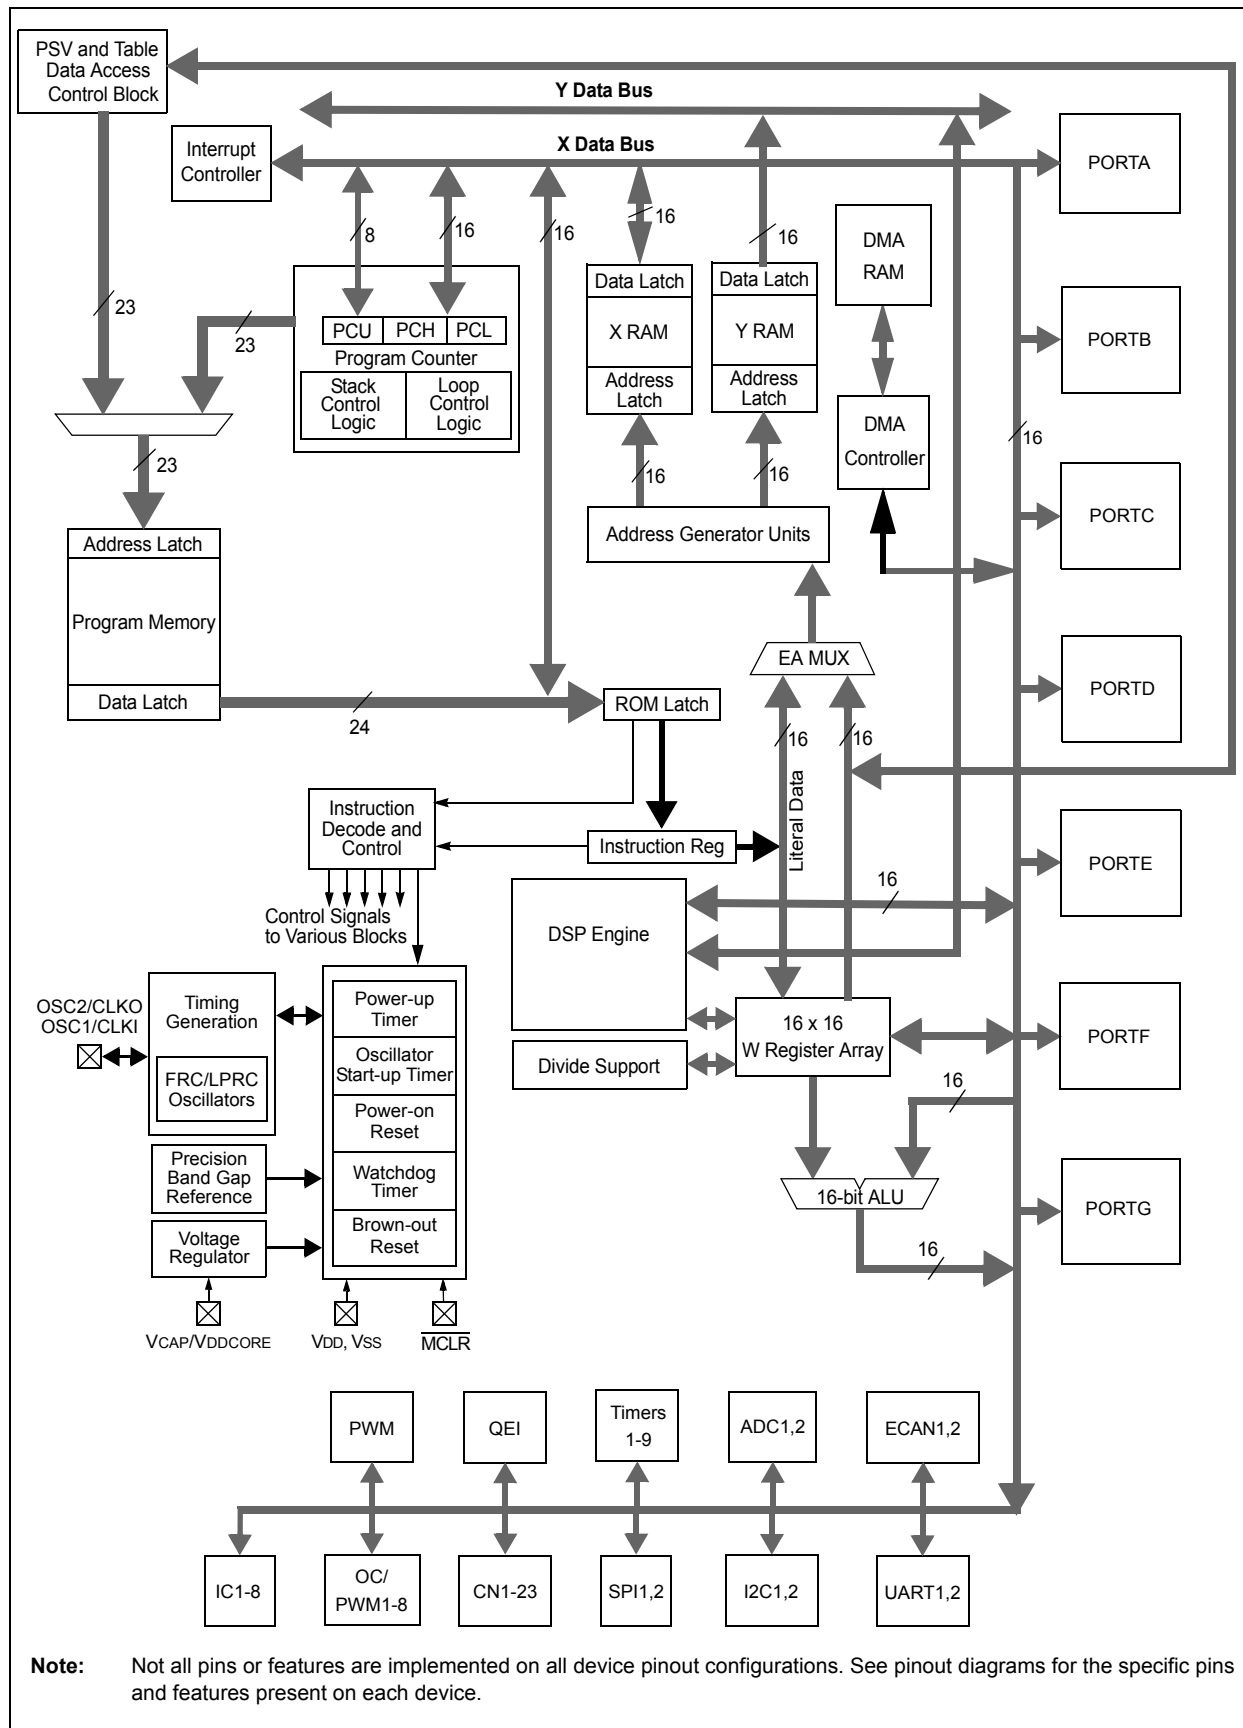 PSV and Table
Data Access
Control Block
Y Data Bus
X Data Bus
Interrupt
Controller
PORTA
8
16
16
16
16
DMA
RAM
23
23
PCU
PCH
PCL
Program Counter
Stack
Control
Logic
Loop
Control
Logic
Data Latch
X RAM
Address
Latch
Data Latch
Y RAM
Address
Latch
PORTB
DMA
Controller
16
23
16
16
PORTC
Address Generator Units
Address Latch
Program Memory
Data Latch
24
ROM Latch
EA MUX
PORTD
16
16
Literal Data
Instruction
Decode and
Control
Instruction Reg
PORTE
Control Signals
to Various Blocks
DSP Engine
16
OSC2/CLKO
OSC1/CLKI
Timing
Generation
FRC/LPRC
Oscillators
Power-up
Timer
Oscillator
Start-up Timer
Power-on
Reset
Watchdog
Timer
Brown-out
Reset
Divide Support
16 x 16
W Register Array
PORTF
16
Precision
Band Gap
Reference
Voltage
Regulator
16-bit ALU
PORTG
16
VCAP/VDDCORE
VDD, VSS
MCLR
PWM
QEI
Timers
1-9
ADC1,2
ECAN1,2
IC1-8
OC/
PWM1-8
CN1-23
SPI1,2
I2C1,2
UART1,2
Note: Not all pins or features are implemented on all device pinout configurations. See pinout diagrams for the specific pins
and features present on each device.